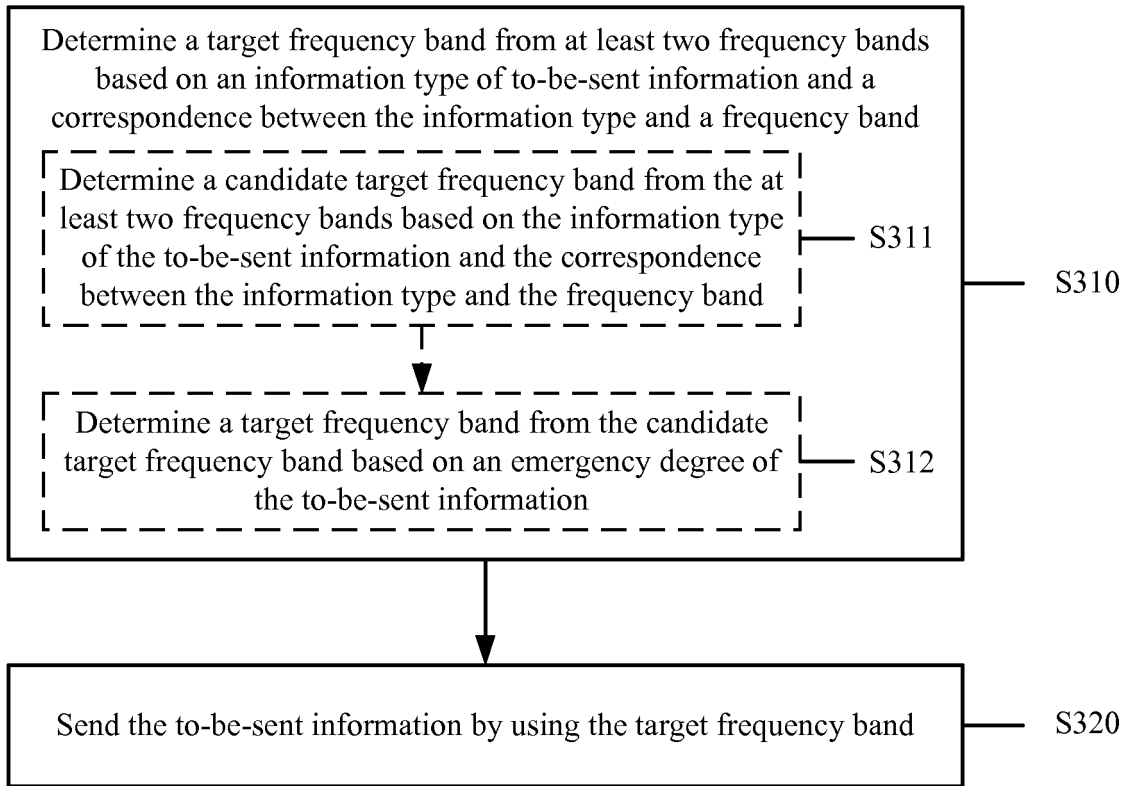 Determine a target frequency band from at least two frequency bands
based on an information type of to-be-sent information and a
correspondence between the information type and a frequency band
Determine a candidate target frequency band from the at
least two frequency bands based on the information type
of the to-be-sent information and the correspondence
between the information type and the frequency band
S311
S310
Determine a target frequency band from the candidate
target frequency band based on an emergency degree of
the to-be-sent information
S312
Send the to-be-sent information by using the target frequency band
S320